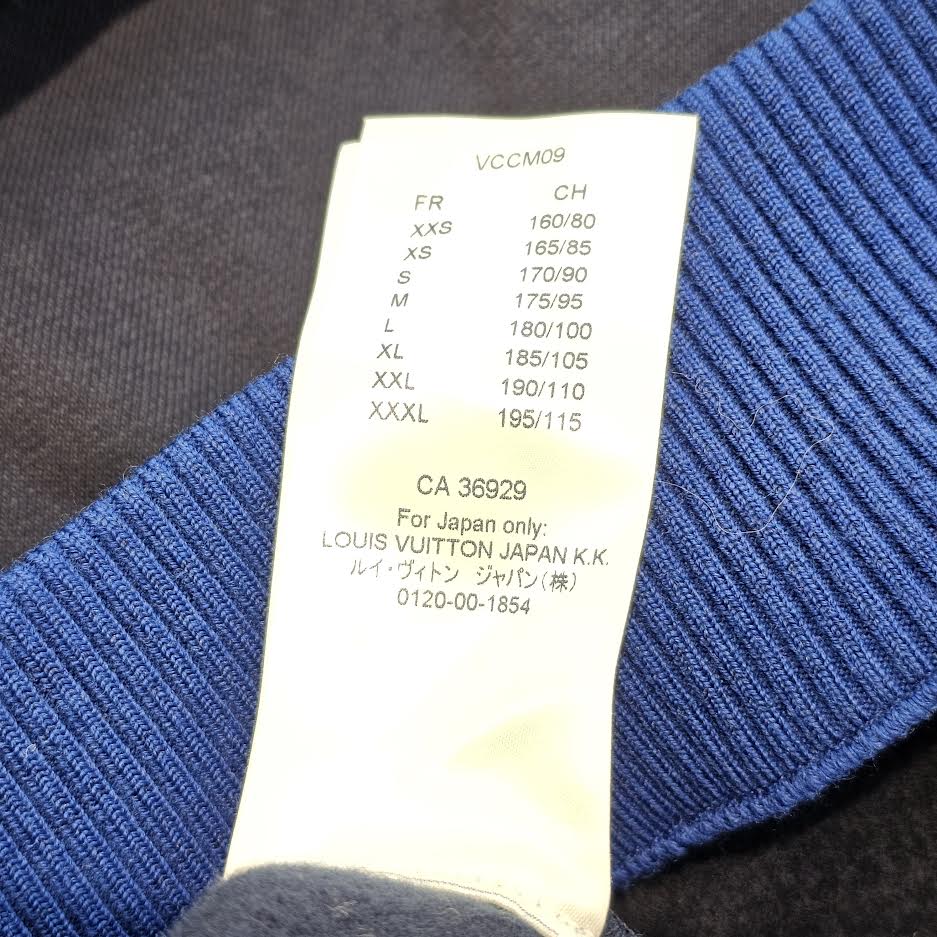 VCCM09
FR CH
XXS 160/80
XS 165/85
S 170/90
M 175/95
L 180/100
XL 185/105
XXL 190/110
XXXL 195/115
CA 36929
For Japan only:
LOUIS VUITTON JAPAN K.K.
ルイ・ヴィトン ジャパン(株)
0120-00-1854